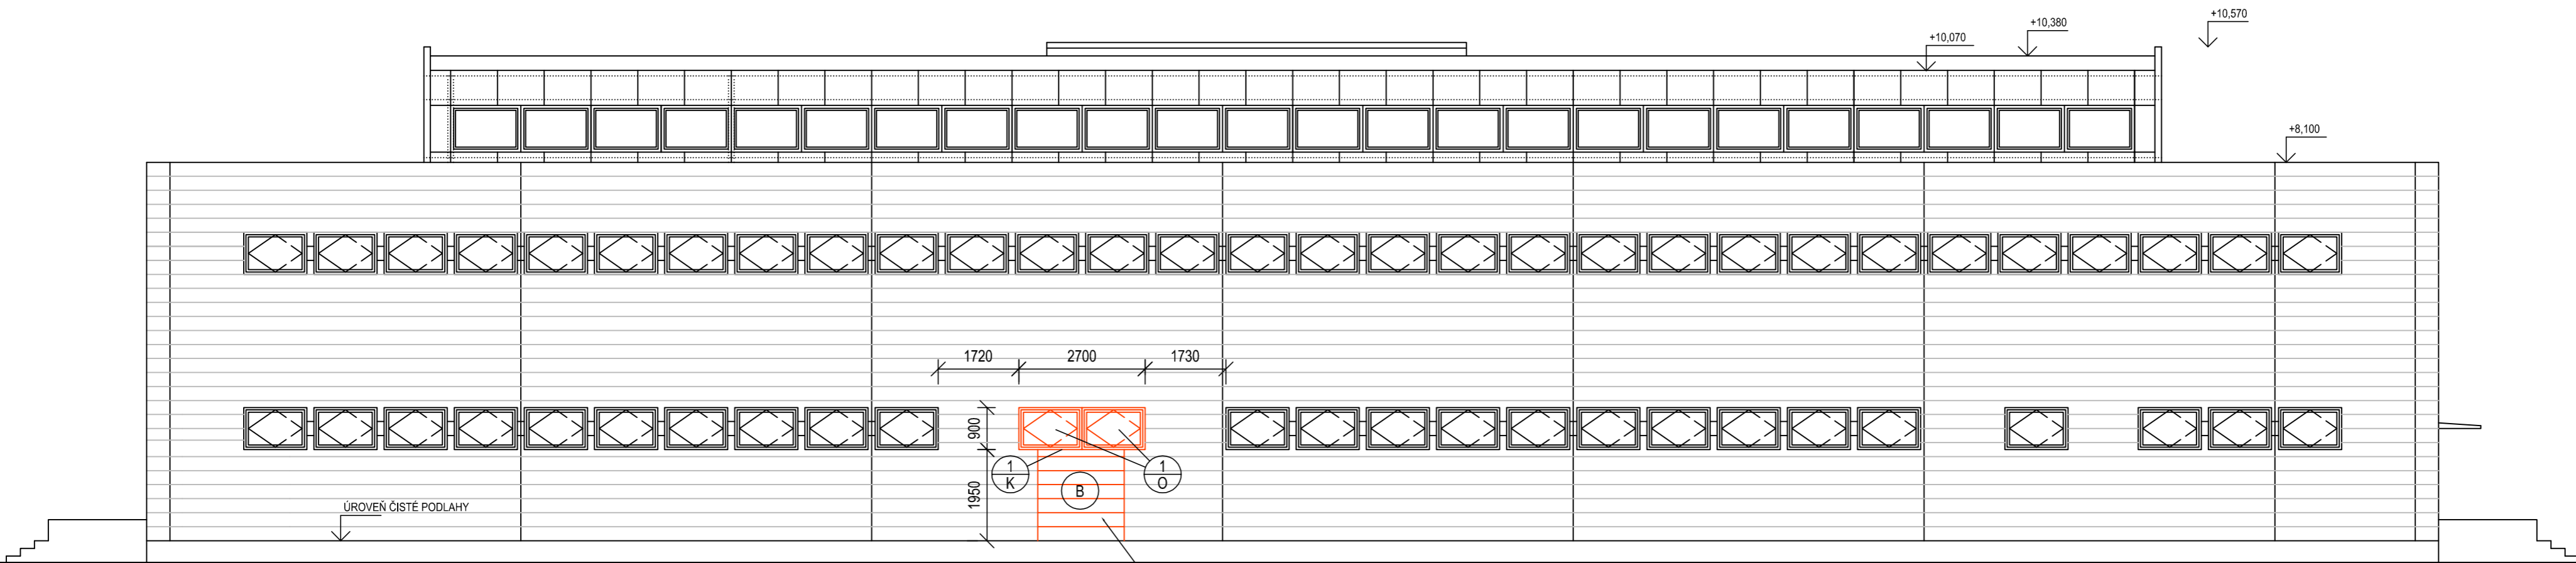 +10,570
+10,380
+10,070
+8,100
1720 2700 1730
900
1
K
1
O
B
1950
ÚROVEŇ ČISTÉ PODLAHY